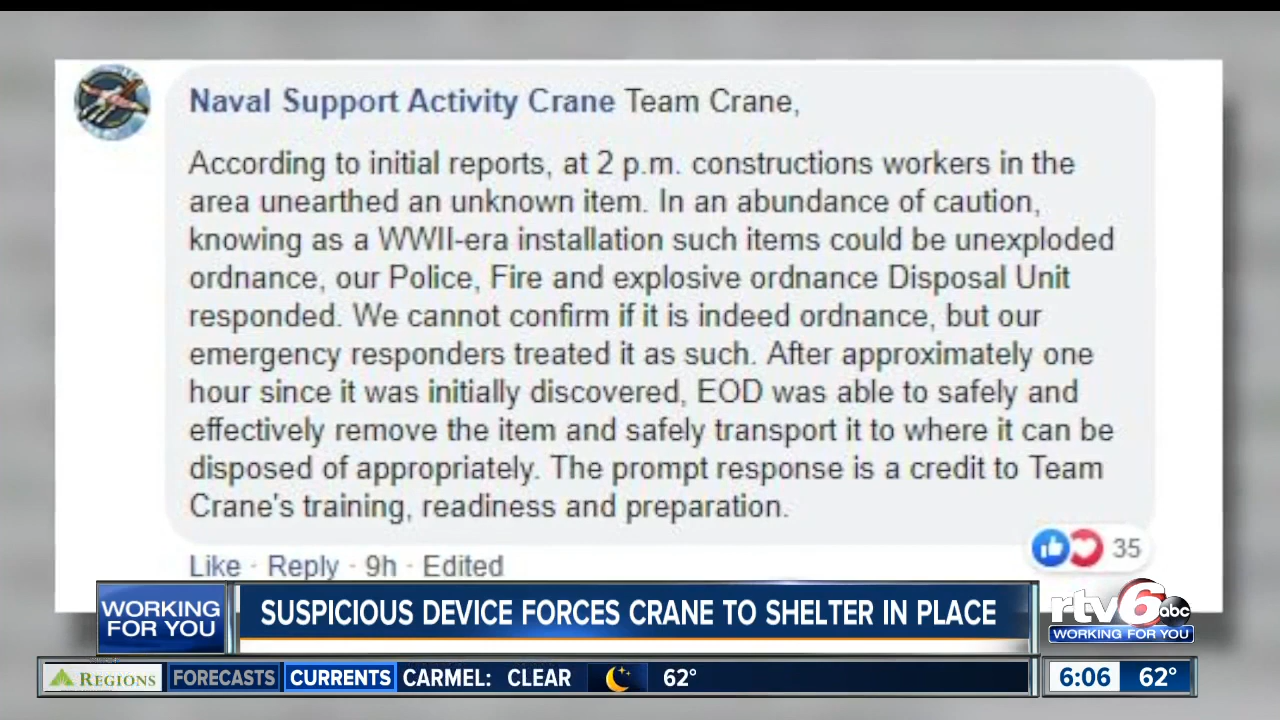 Naval Support Activity Crane Team Crane,
According to initial reports, at 2 p.m. constructions workers in the
area unearthed an unknown item. In an abundance of caution,
knowing as a WWII-era installation such items could be unexploded
ordnance, our Police, Fire and explosive ordnance Disposal Unit
responded. We cannot confirm if it is indeed ordnance, but our
emergency responders treated it as such. After approximately one
hour since it was initially discovered, EOD was able to safely and
effectively remove the item and safely transport it to where it can be
disposed of appropriately. The prompt response is a credit to Team
Crane's training, readiness and preparation.
35
Like · Reply · 9h · Edited
WORKING
FOR YOU
SUSPICIOUS DEVICE FORCES CRANE TO SHELTER IN PLACE
rtv6 abc
WORKING FOR YOU
REGIONS FORECASTS CURRENTS CARMEL: CLEAR 62° 6:06 62°